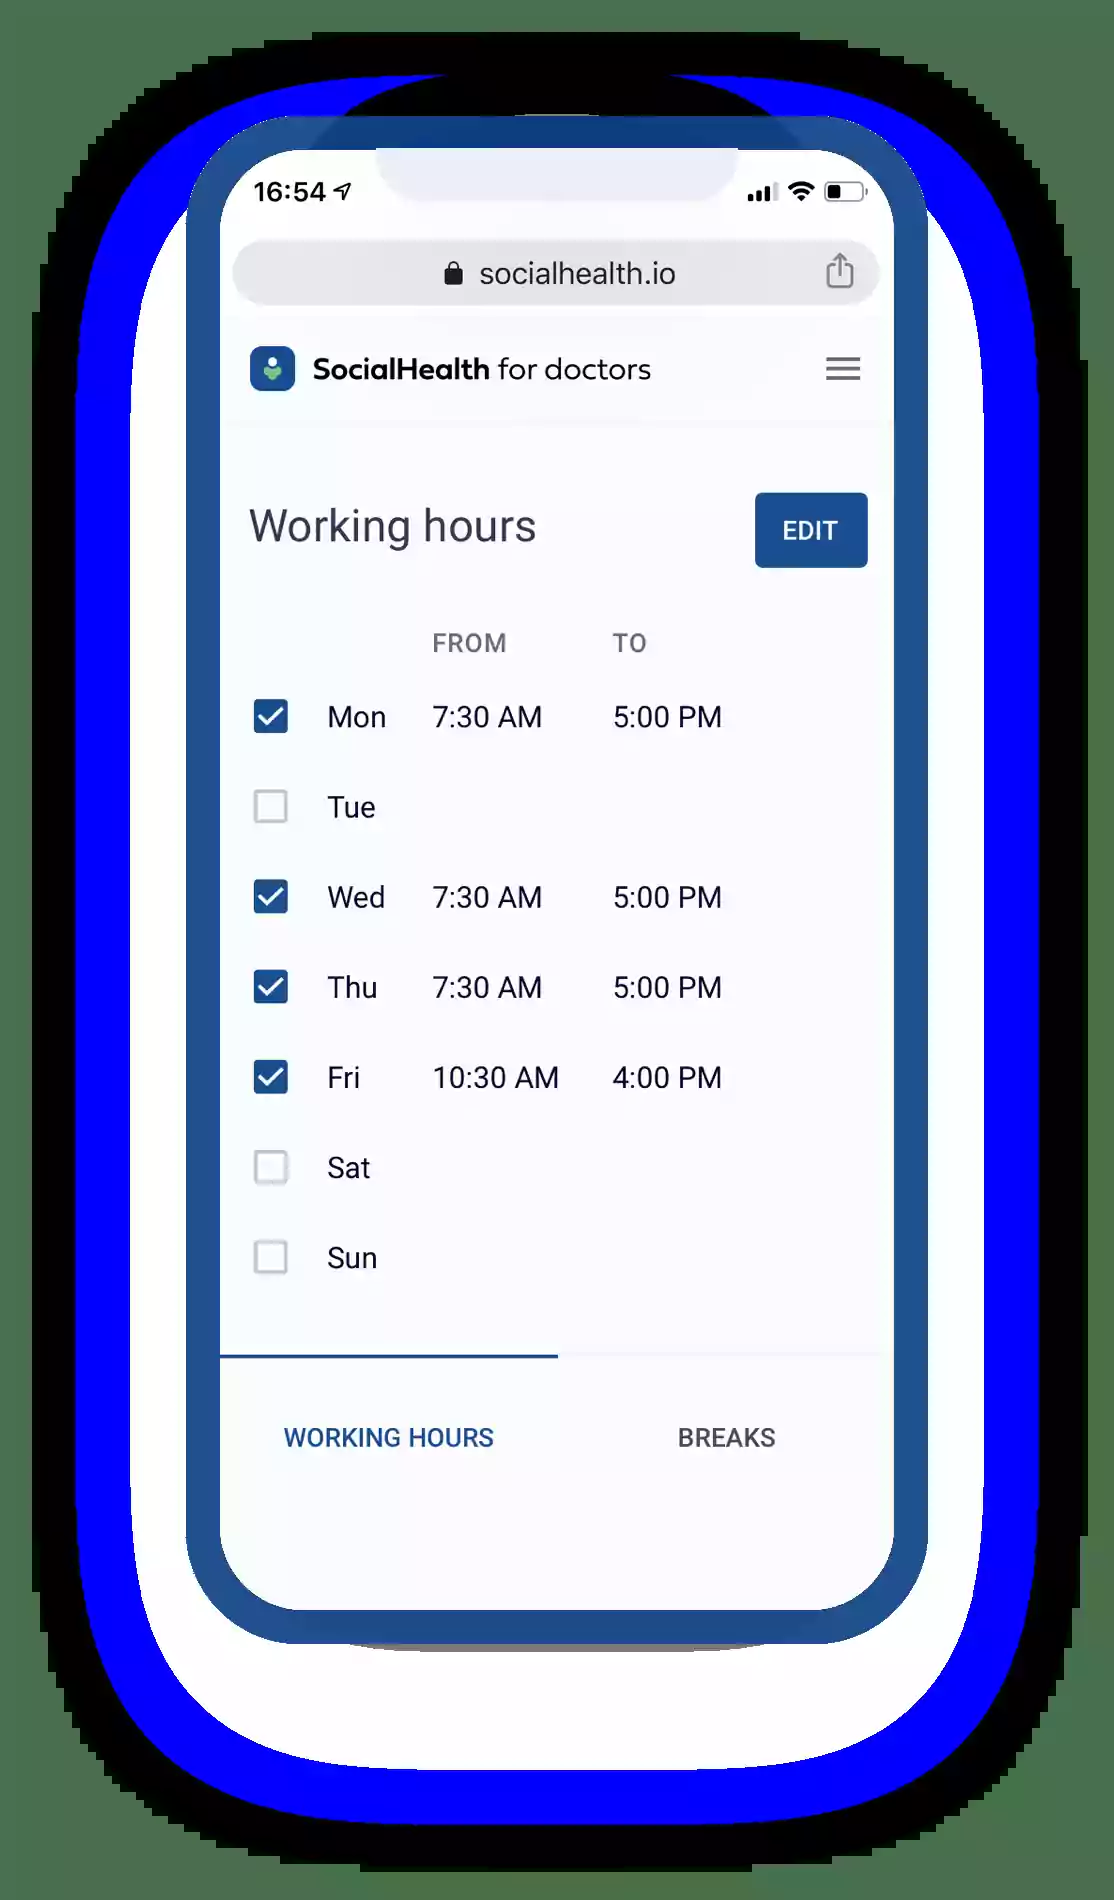 16:54
socialhealth.io
SocialHealth for doctors
Working hours
EDIT
FROM TO
Mon 7:30 AM 5:00 PM
Tue
Wed 7:30 AM 5:00 PM
Thu 7:30 AM 5:00 PM
Fri 10:30 AM 4:00 PM
Sat
Sun
WORKING HOURS BREAKS